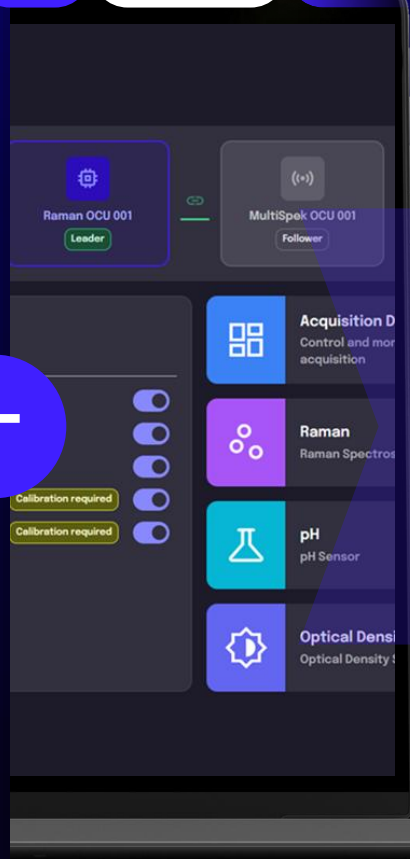 Raman OCU 001
Leader
MultiSpek OCU 001
Follower
Acquisition D
Control and mor
acquisition
Raman
Raman Spectros
Calibration required
Calibration required
pH
pH Sensor
Optical Densi
Optical Density S